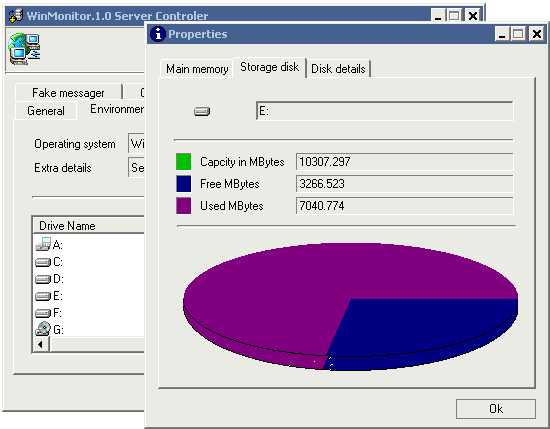 WinMonitor.1.0 Server Controler
Properties
Fake messager
General
Environmen
Operating system
Wi
Extra details
Se
Drive Name
A:
C:
D:
E:
F:
G:
Main memory
Storage disk
Disk details
E:
Capcity in MBytes
10307.297
Free MBytes
3266.523
Used MBytes
7040.774
Ok